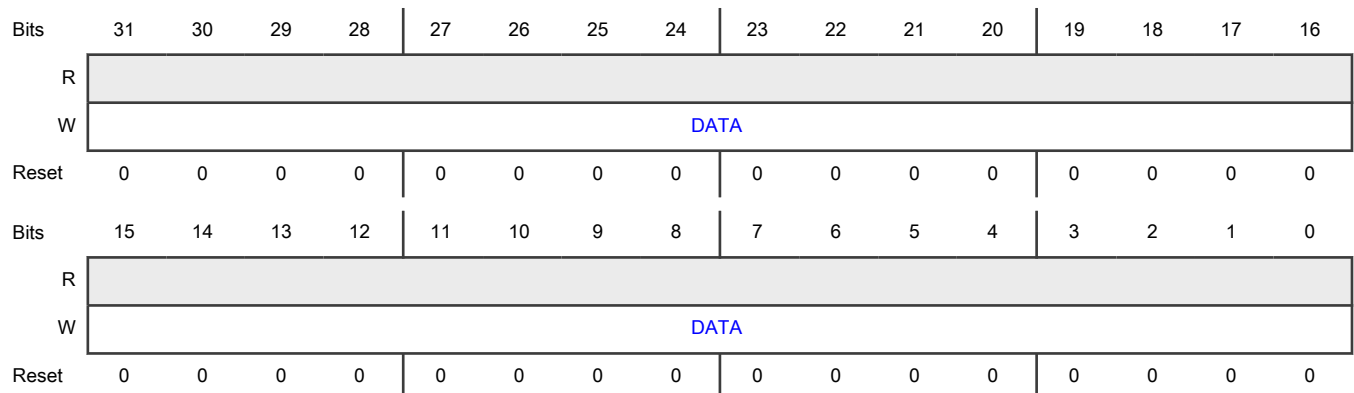 Bits 31 30 29 28 27 26 25 24 23 22 21 20 19 18 17 16
R
W DATA
Reset 0 0 0 0 0 0 0 0 0 0 0 0 0 0 0 0
Bits 15 14 13 12 11 10 9 8 7 6 5 4 3 2 1 0
R
W DATA
Reset 0 0 0 0 0 0 0 0 0 0 0 0 0 0 0 0